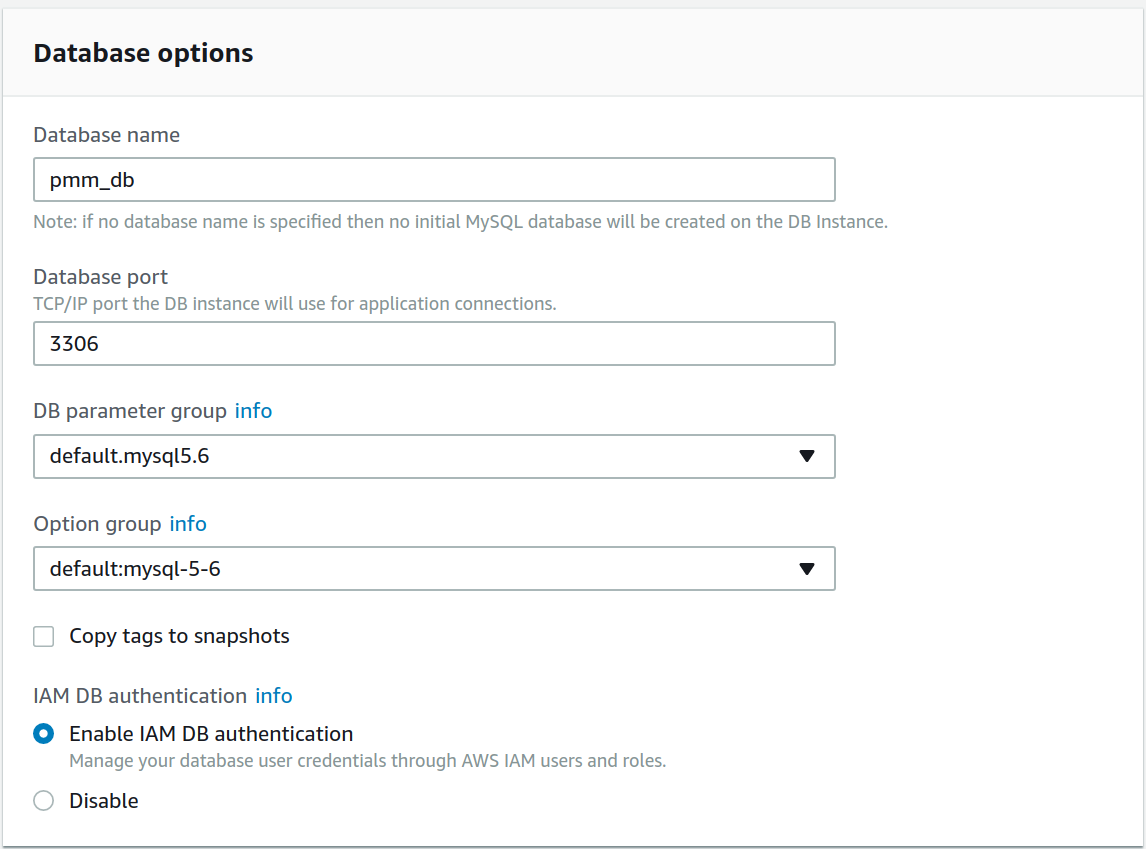 Database options
Database name
pmm_db
Note: if no database name is specified then no initial MySQL database will be created on the DB Instance.
Database port
TCP/IP port the DB instance will use for application connections.
3306
DB parameter group info
default.mysql5.6
Option group info
default:mysql-5-6
Copy tags to snapshots
IAM DB authentication info
Enable IAM DB authentication
Manage your database user credentials through AWS IAM users and roles.
Disable